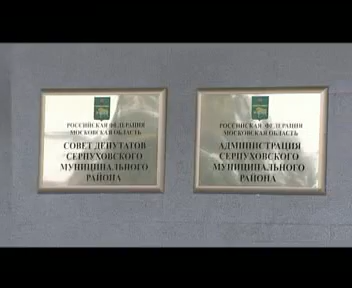 РОССИЙСКАЯ ФЕДЕРАЦИЯ
МОСКОВСКАЯ ОБЛАСТЬ
СОВЕТ ДЕПУТАТОВ
СЕРПУХОВСКОГО
МУНИЦИПАЛЬНОГО
РАЙОНА
РОССИЙСКАЯ ФЕДЕРАЦИЯ
МОСКОВСКАЯ ОБЛАСТЬ
АДМИНИСТРАЦИЯ
СЕРПУХОВСКОГО
МУНИЦИПАЛЬНОГО
РАЙОНА